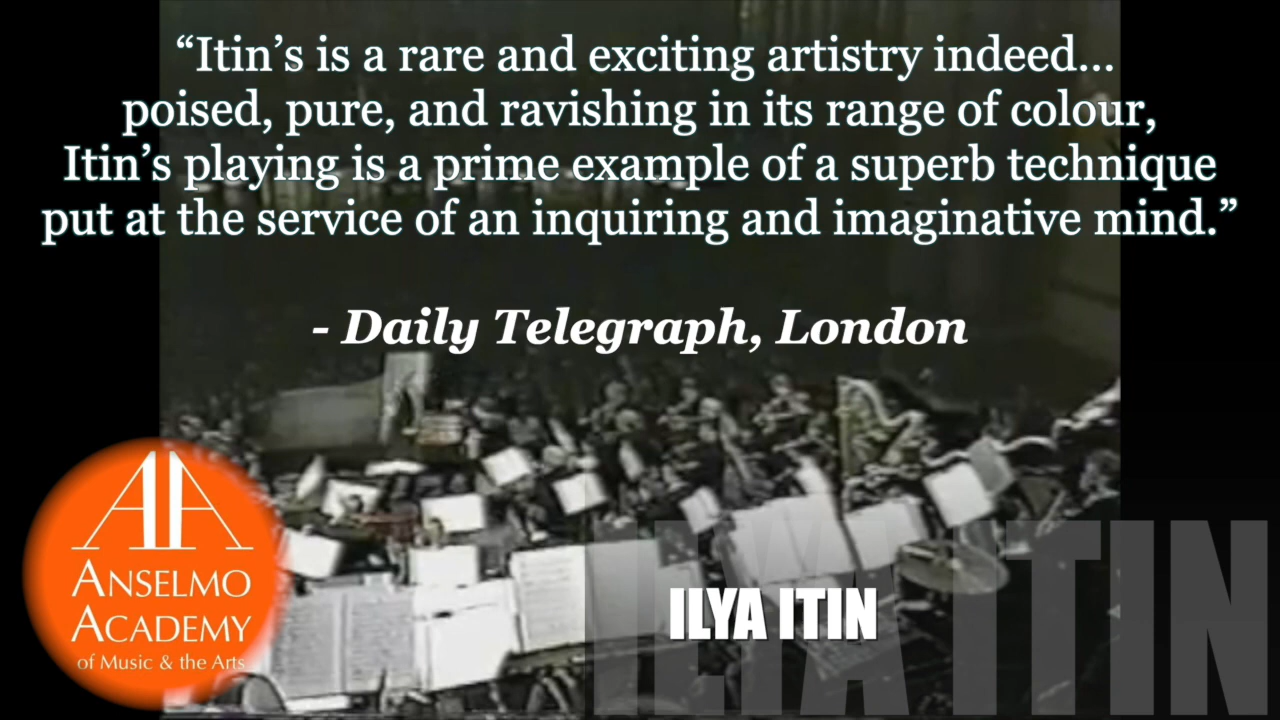 “Itin’s is a rare and exciting artistry indeed...
poised, pure, and ravishing in its range of colour,
Itin’s playing is a prime example of a superb technique
put at the service of an inquiring and imaginative mind.”
- Daily Telegraph, London
AA
ANSELMO
ACADEMY
of Music & the Arts
ILYA ITIN
ILYA ITIN